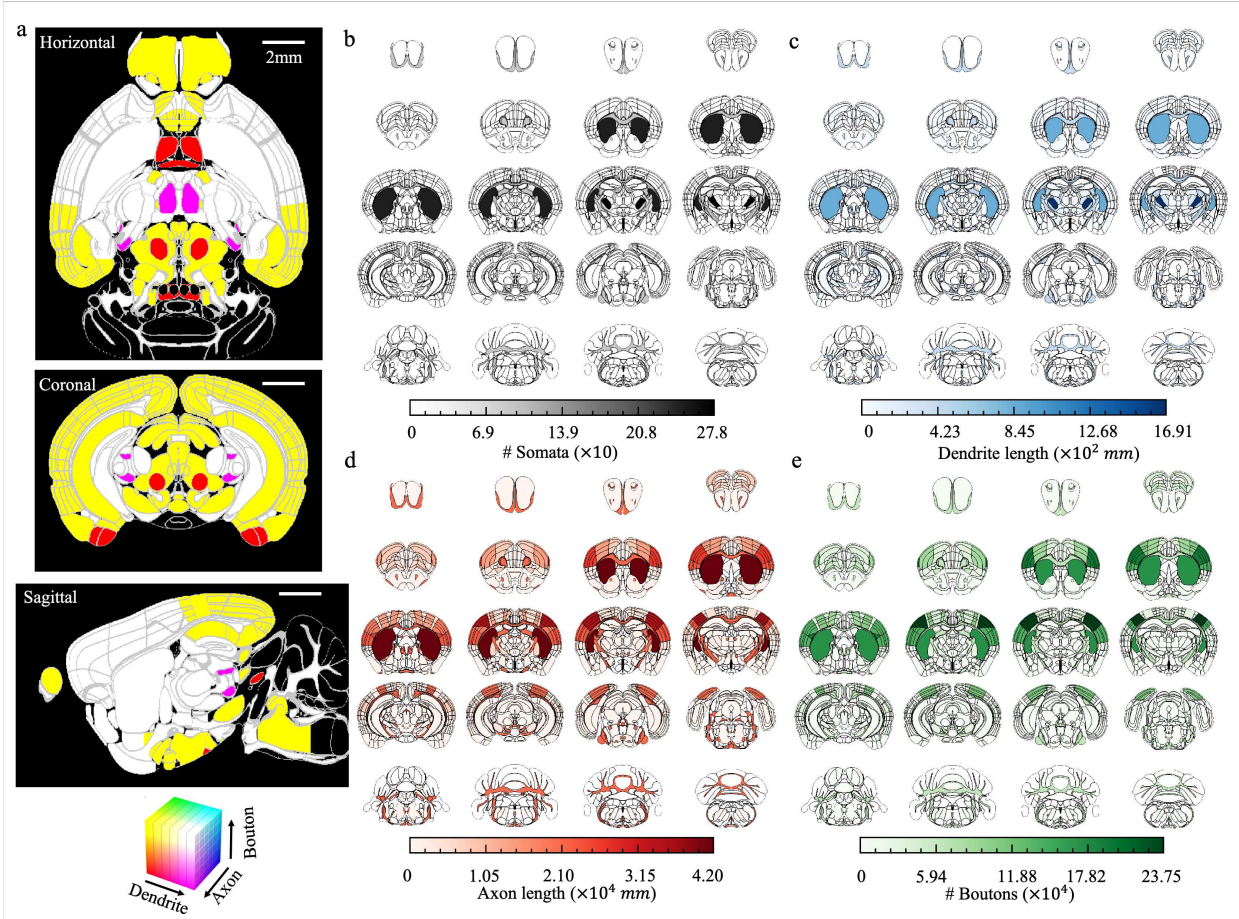 a
Horizontal
2mm
Coronal
Sagittal
Bouton
Axon
Dendrite
b
0 6.9 13.9 20.8 27.8
# Somata (×10)
c
0 4.23 8.45 12.68 16.91
Dendrite length (×10² mm)
d
0 1.05 2.10 3.15 4.20
Axon length (×10⁴ mm)
e
0 5.94 11.88 17.82 23.75
# Boutons (×10⁴)